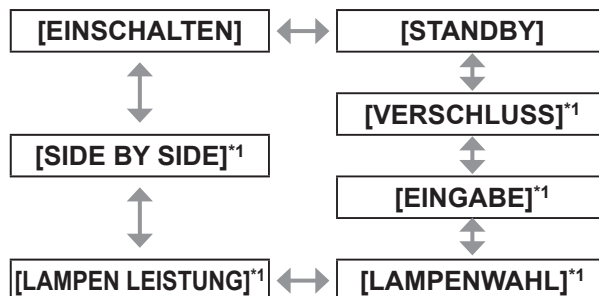 [EINSCHALTEN]
[STANDBY]
[VERSCHLUSS]*1
[SIDE BY SIDE]*1
[EINGABE]*1
[LAMPEN LEISTUNG]*1
[LAMPENWAHL]*1